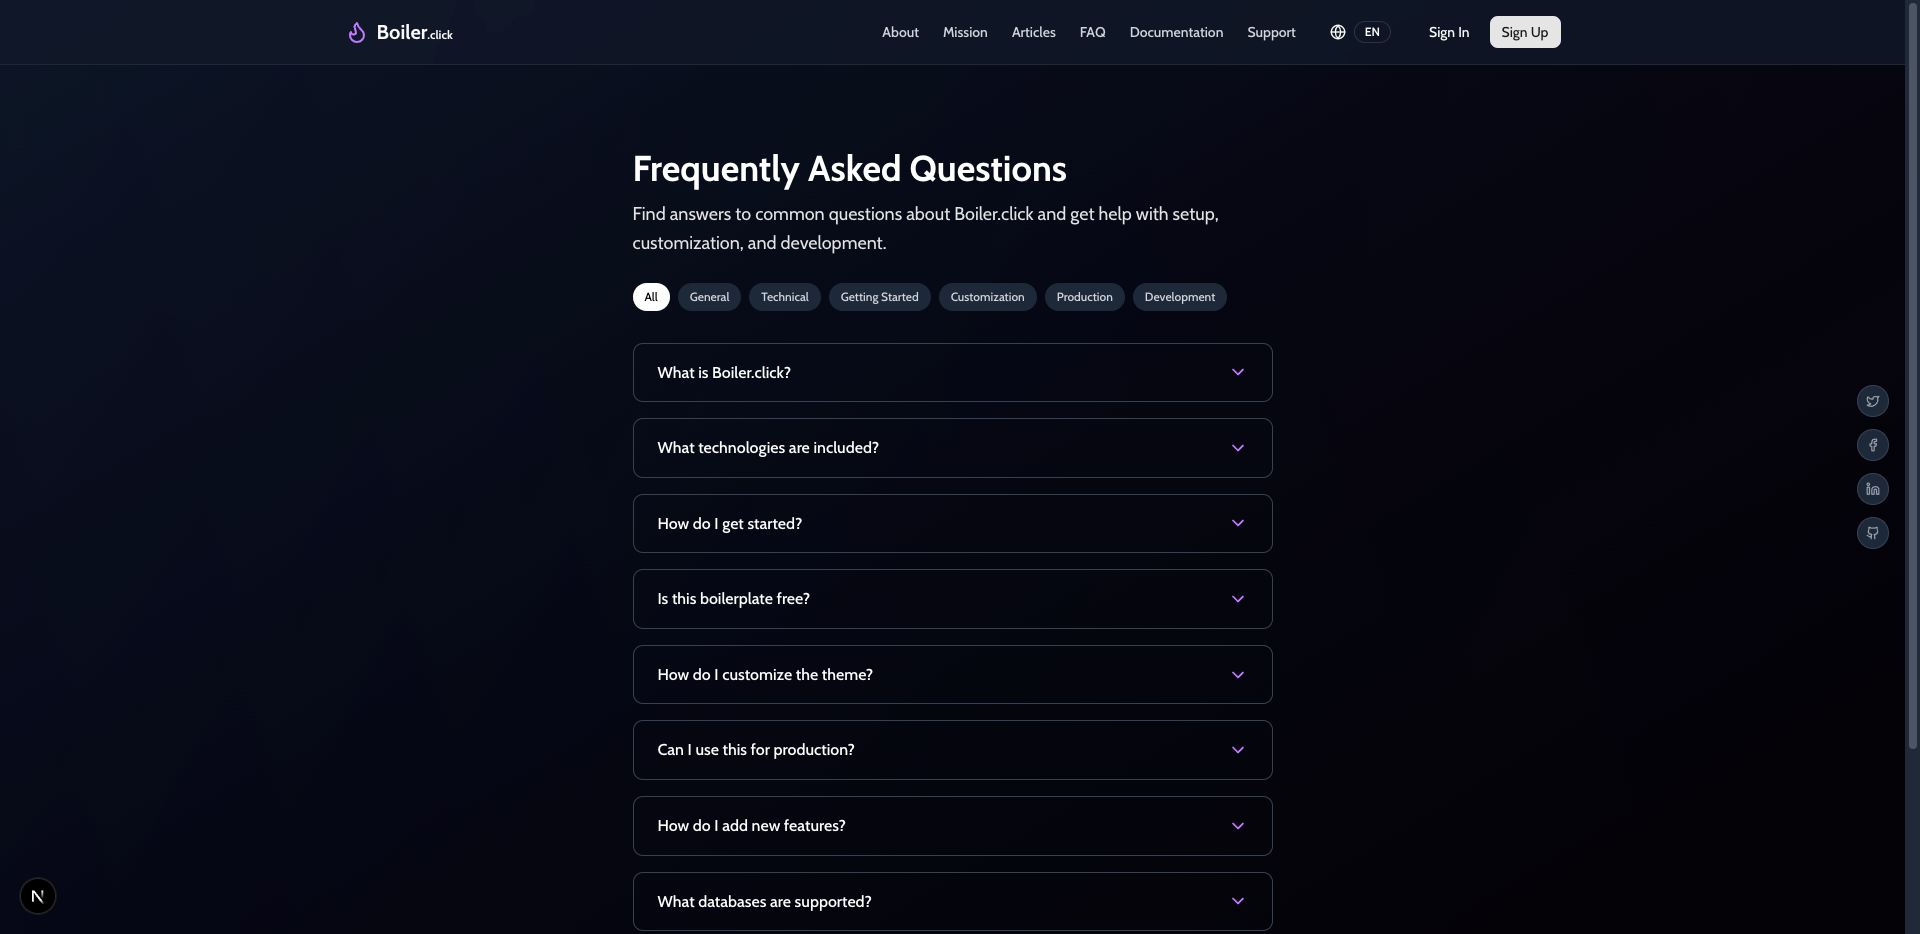 Boiler.click
About Mission Articles FAQ Documentation Support EN Sign In Sign Up
Frequently Asked Questions
Find answers to common questions about Boiler.click and get help with setup,
customization, and development.
All General Technical Getting Started Customization Production Development
What is Boiler.click?
What technologies are included?
How do I get started?
Is this boilerplate free?
How do I customize the theme?
Can I use this for production?
How do I add new features?
What databases are supported?
N